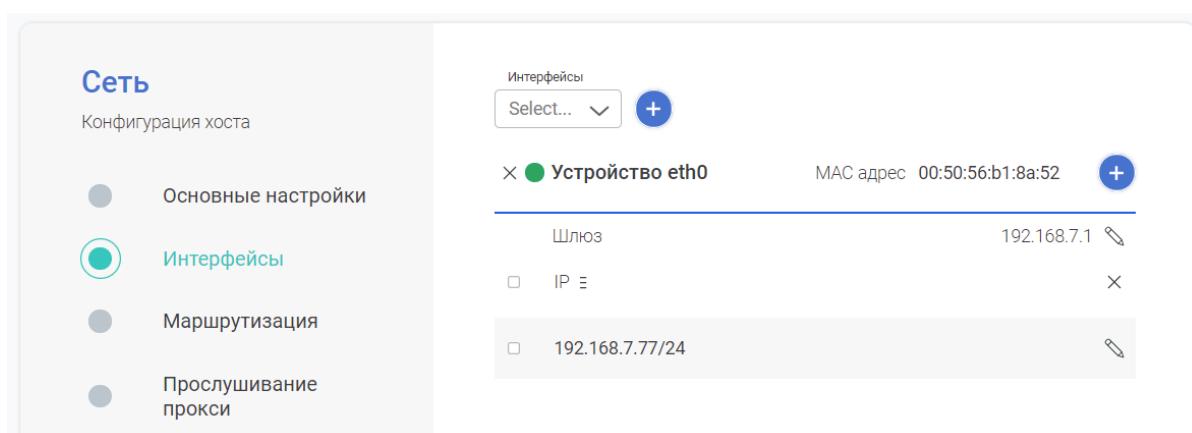 Сеть
Конфигурация хоста
Основные настройки
Интерфейсы
Маршрутизация
Прослушивание
прокси
Интерфейсы
Select...
Устройство eth0 МАС адрес 00:50:56:b1:8a:52
Шлюз 192.168.7.1
IP
192.168.7.77/24